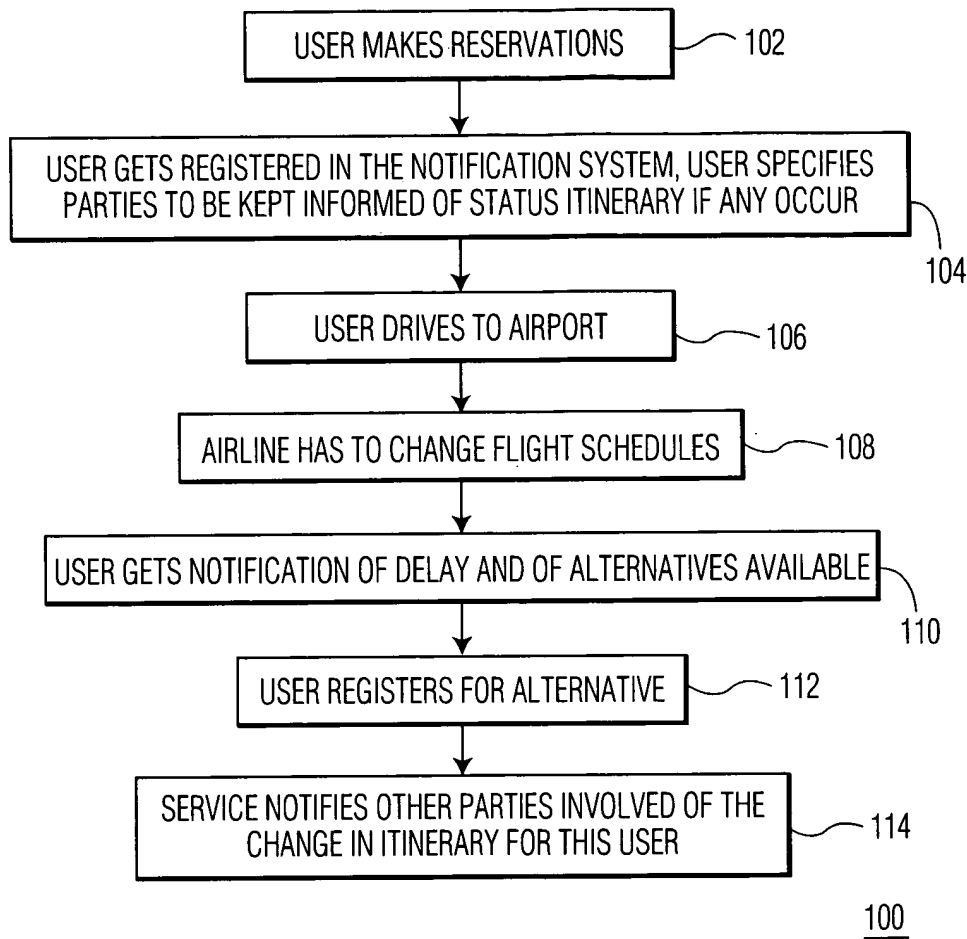 USER MAKES RESERVATIONS
102
USER GETS REGISTERED IN THE NOTIFICATION SYSTEM, USER SPECIFIES
PARTIES TO BE KEPT INFORMED OF STATUS ITINERARY IF ANY OCCUR
104
USER DRIVES TO AIRPORT
106
AIRLINE HAS TO CHANGE FLIGHT SCHEDULES
108
USER GETS NOTIFICATION OF DELAY AND OF ALTERNATIVES AVAILABLE
110
USER REGISTERS FOR ALTERNATIVE
112
SERVICE NOTIFIES OTHER PARTIES INVOLVED OF THE
CHANGE IN ITINERARY FOR THIS USER
114
100